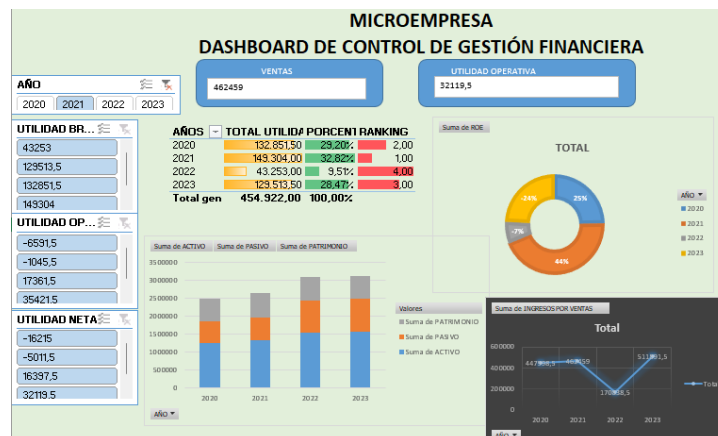 MICROEMPRESA
DASHBOARD DE CONTROL DE GESTIÓN FINANCIERA
VENTAS
462459
UTILIDAD OPERATIVA
32119,5
AÑO
2020 2021 2022 2023
UTILIDAD BR...
43253
129513,5
132851,5
149304
UTILIDAD OP...
-6591,5
-1045,5
17361,5
35421,5
UTILIDAD NETA
-16215
-5011,5
16397,5
32119,5
AÑOS TOTAL UTILIDA PORCENT RANKING
2020 132.851,50 29,20% 2,00
2021 149.304,00 32,82% 1,00
2022 43.253,00 9,51% 4,00
2023 129.513,50 28,47% 3,00
Total gen 454.922,00 100,00%
Suma de ROE
TOTAL
25%
44%
-7%
-24%
AÑO
2020
2021
2022
2023
Suma de ACTIVO Suma de PASIVO Suma de PATRIMONIO
3500000
3000000
2500000
2000000
1500000
1000000
500000
0
2020 2021 2022 2023
AÑO
Valores
Suma de PATRIMONIO
Suma de PASIVO
Suma de ACTIVO
Suma de INGRESOS POR VENTAS
Total
600000
400000
200000
0
462459
2020 2021 2022 2023
Total
AÑO